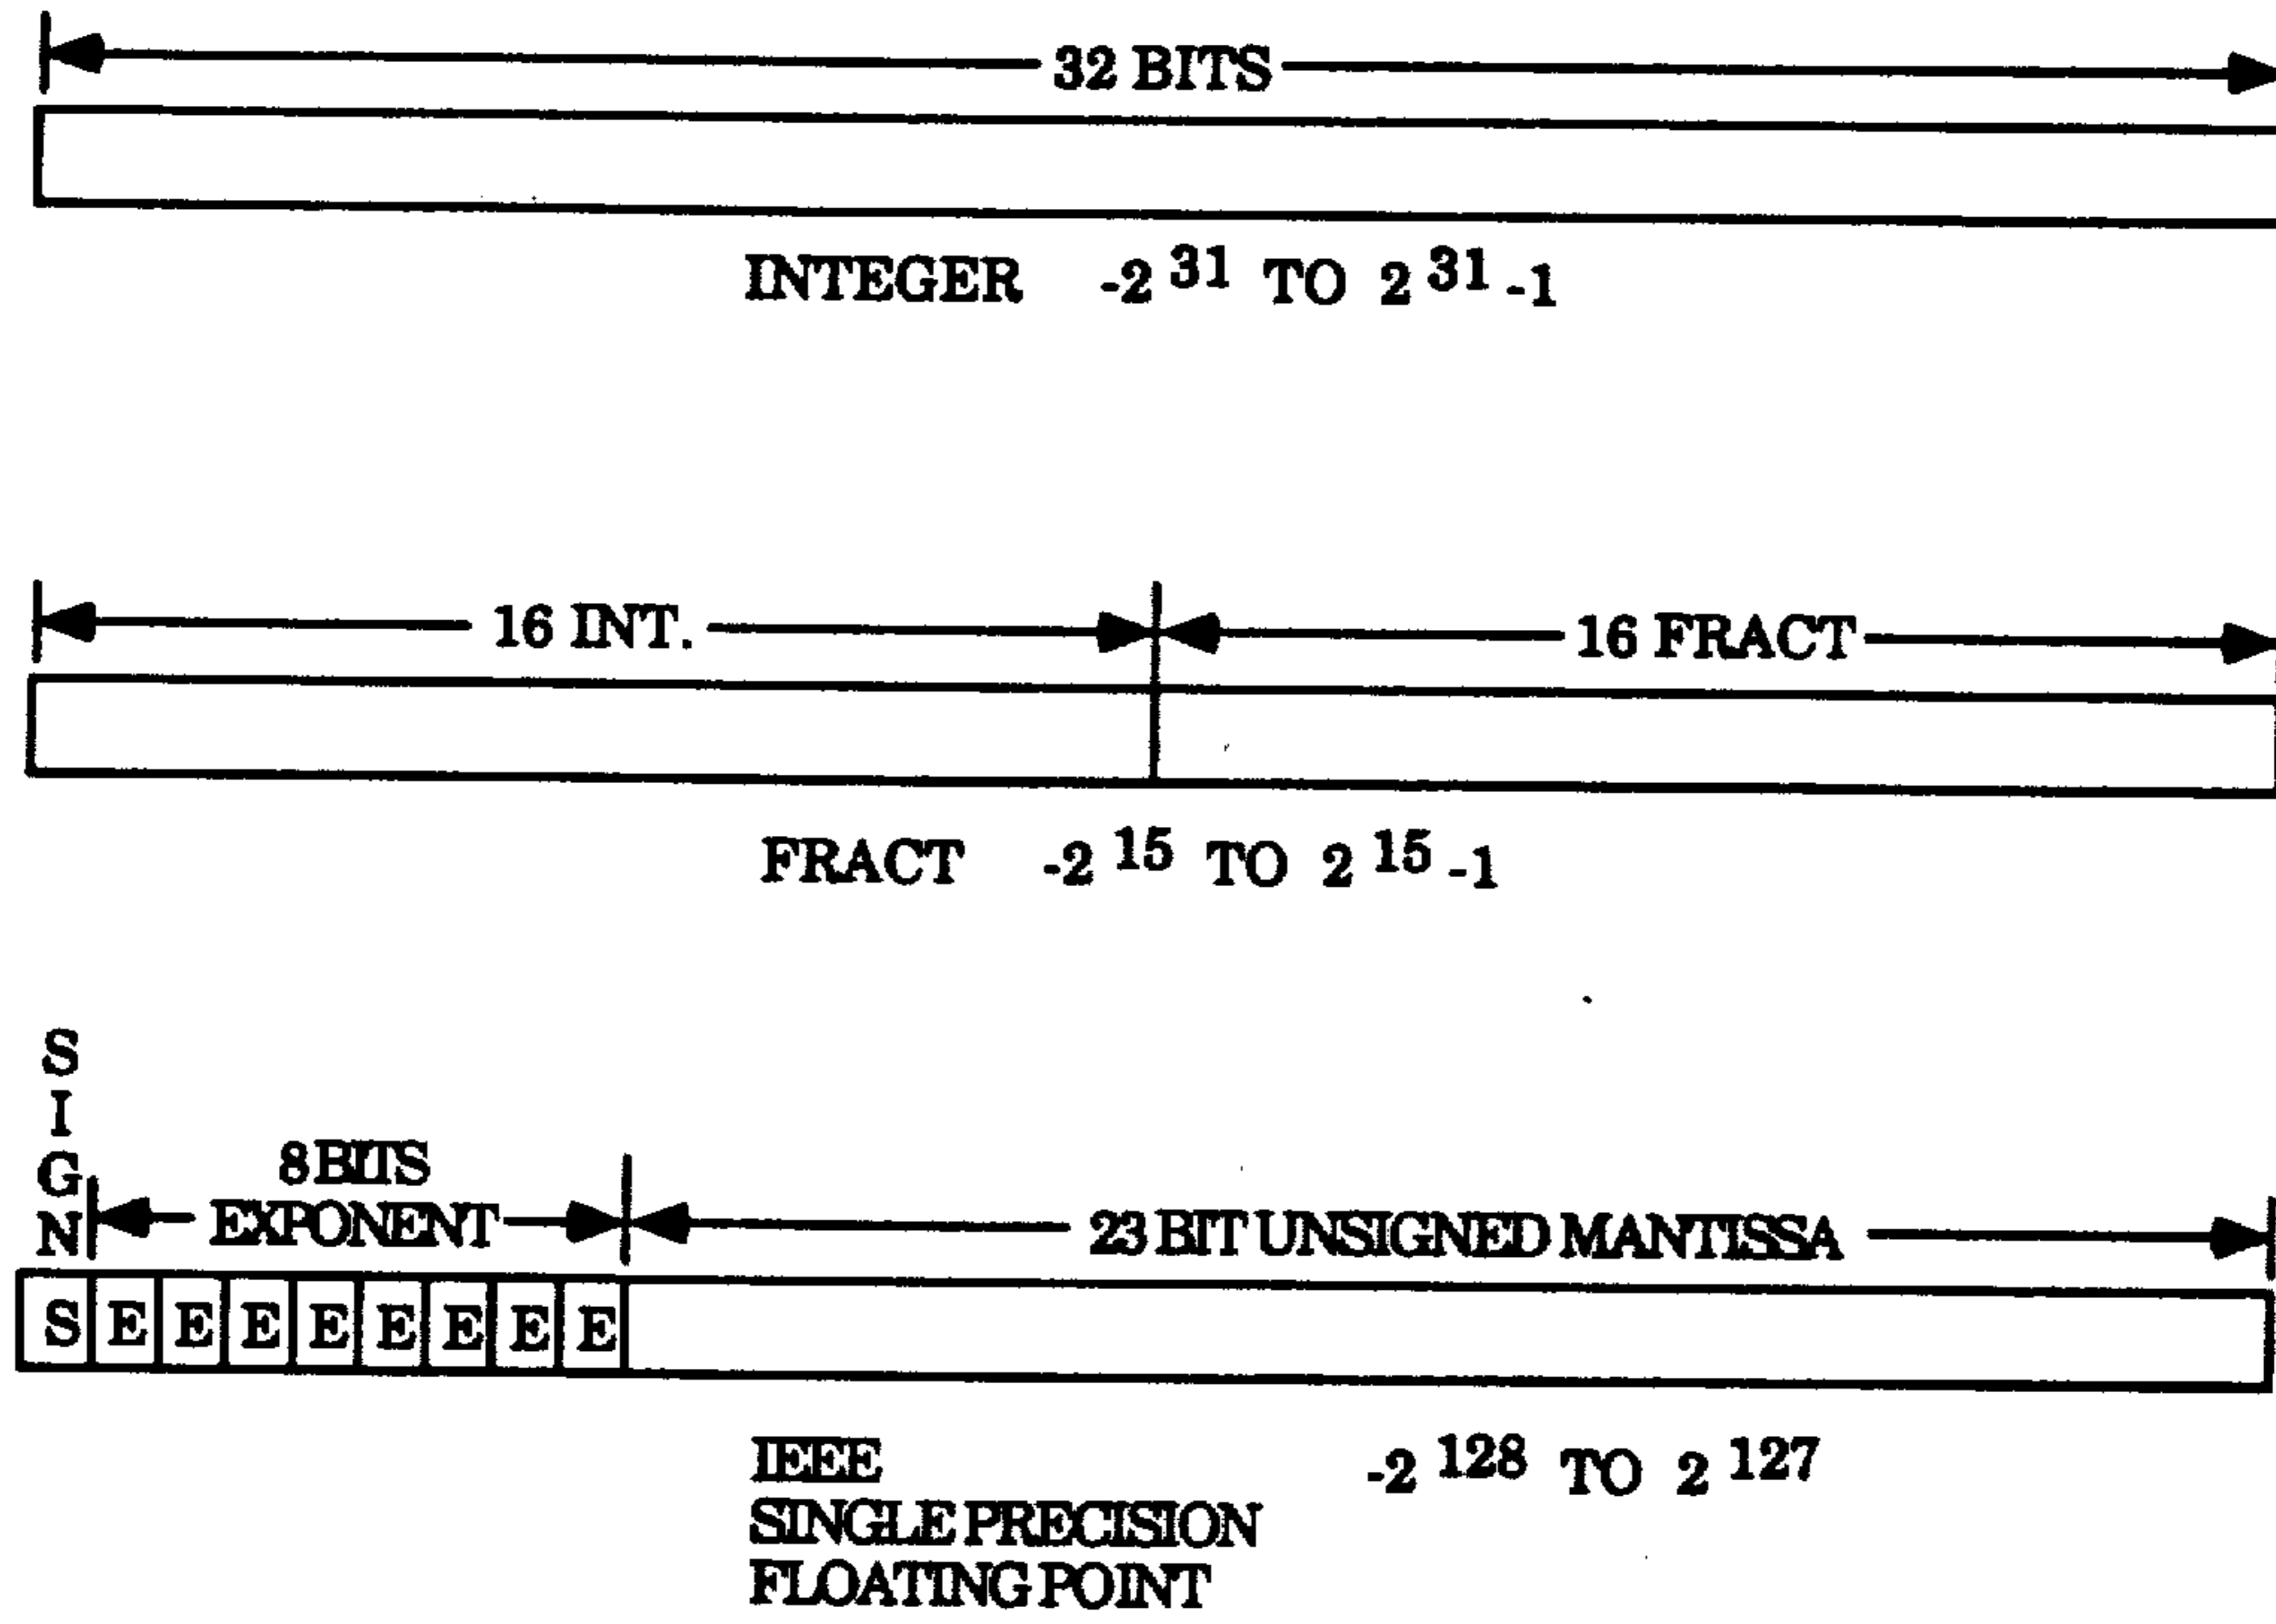 32 BITS
INTEGER -2 31 TO 2 31 -1
16 INT. 16 FRACT
FRACT -2 15 TO 2 15 -1
SIGN
8 BITS
EXPONENT 23 BIT UNSIGNED MANTISSA
S E E E E E E E E
IEEE -2 128 TO 2 127
SINGLE PRECISION
FLOATING POINT